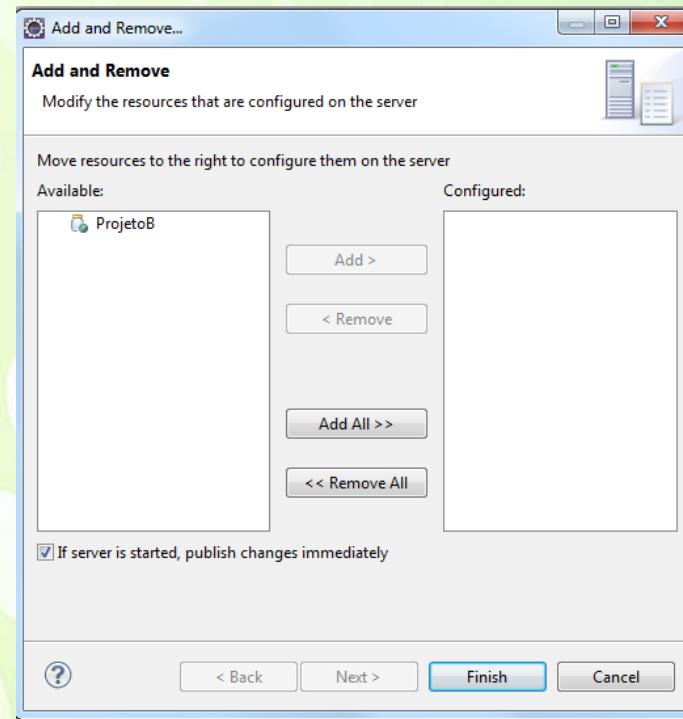 Add and Remove...
Add and Remove
Modify the resources that are configured on the server
Move resources to the right to configure them on the server
Available:
Configured:
ProjetoB
Add >
< Remove
Add All >>
<< Remove All
If server is started, publish changes immediately
?
< Back
Next >
Finish
Cancel